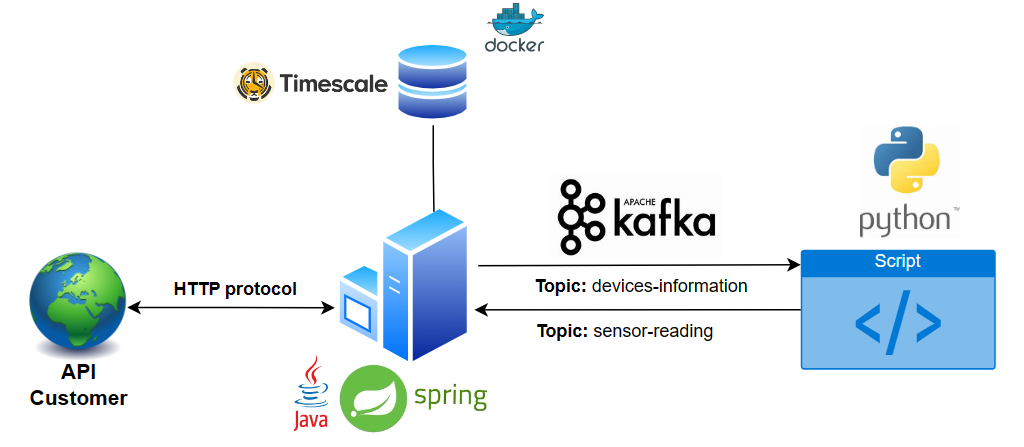 docker
Timescale
APACHE
kafka
python™
Script
</>
HTTP protocol
Topic: devices-information
Topic: sensor-reading
API
Customer
Java
spring